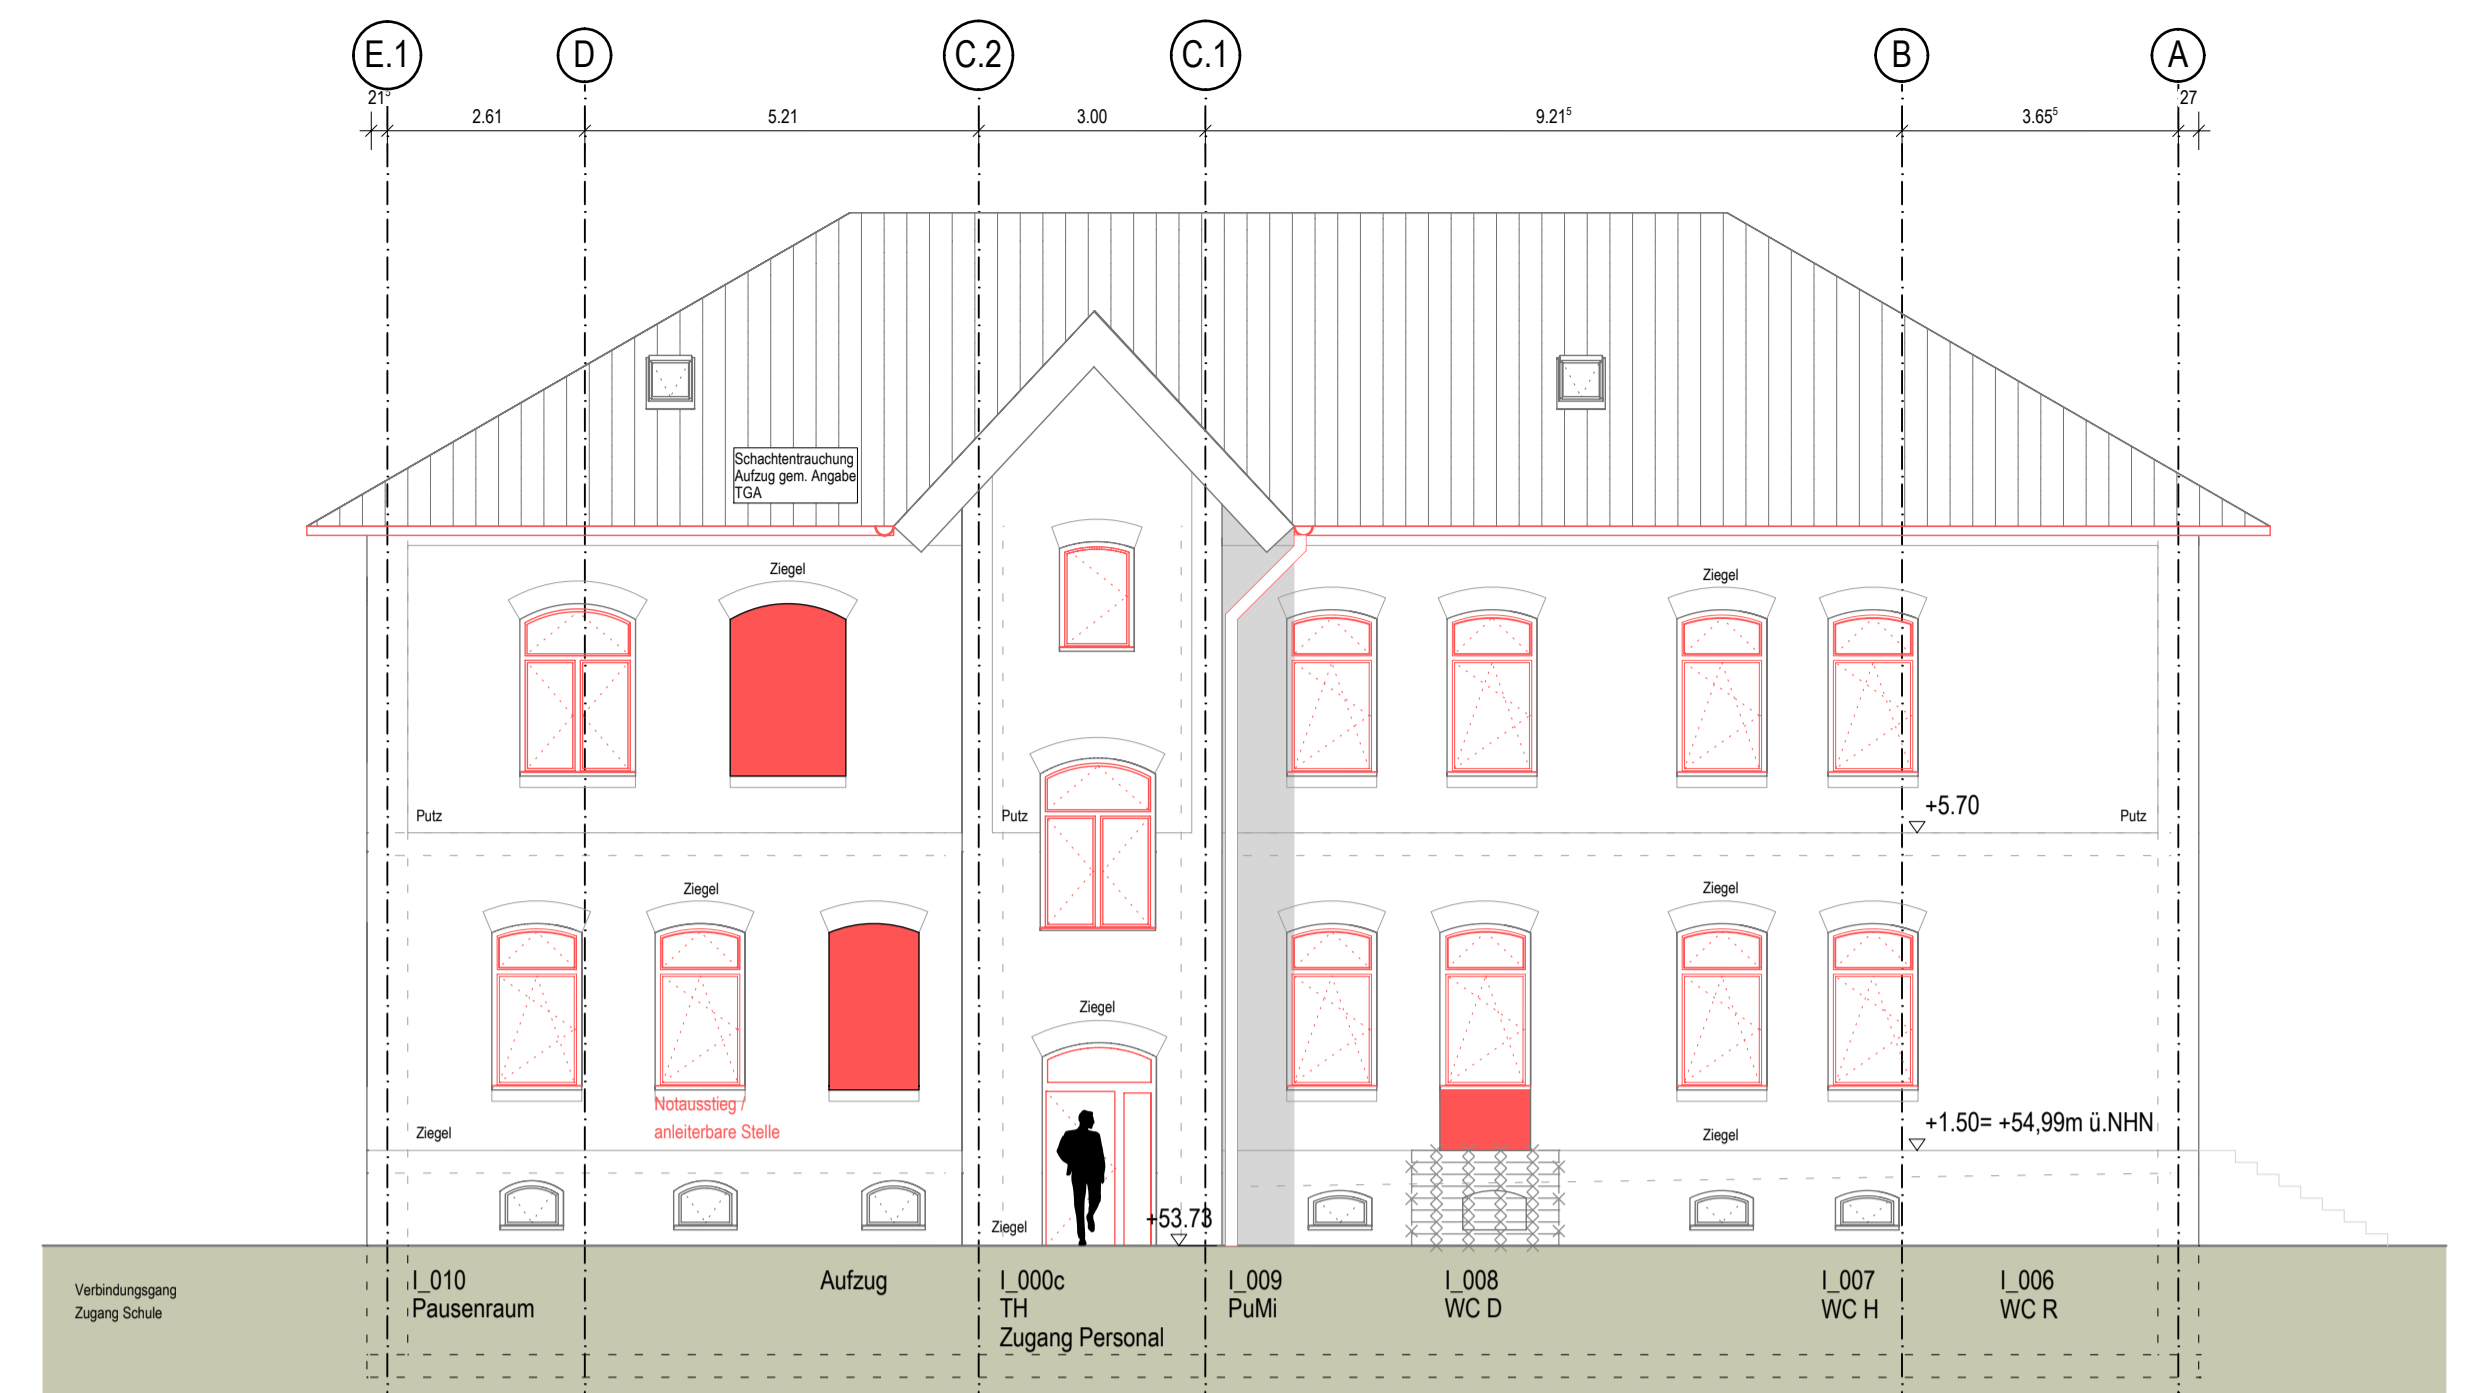 E.1 D C.2 C.1 B A
21⁵ 2.61 5.21 3.00 9.21⁵ 3.65⁵ 27
Schachtentrauchung
Aufzug gem. Angabe
TGA
Ziegel Ziegel
+5.70
Putz Putz Putz
Ziegel Ziegel
Ziegel
Notausstieg /
anleiterbare Stelle
+1.50= +54,99m ü.NHN
Ziegel Ziegel
+53.73
Ziegel
Verbindungsgang
Zugang Schule
I_010
Pausenraum
Aufzug
I_000c
TH
Zugang Personal
I_009
PuMi
I_008
WC D
I_007
WC H
I_006
WC R